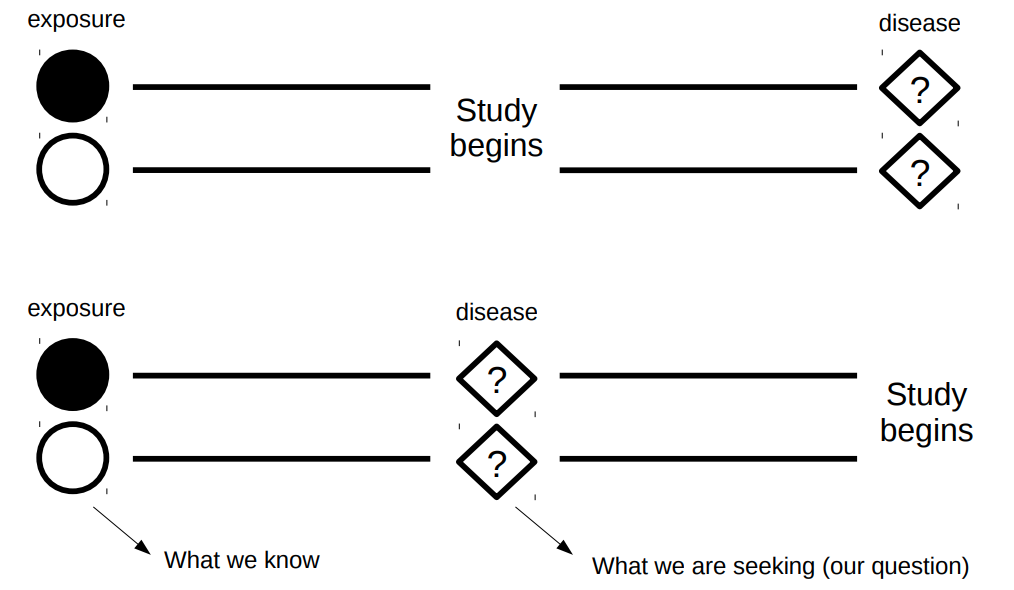 exposure
disease
?
Study
begins
?
exposure
disease
?
Study
begins
?
What we know
What we are seeking (our question)